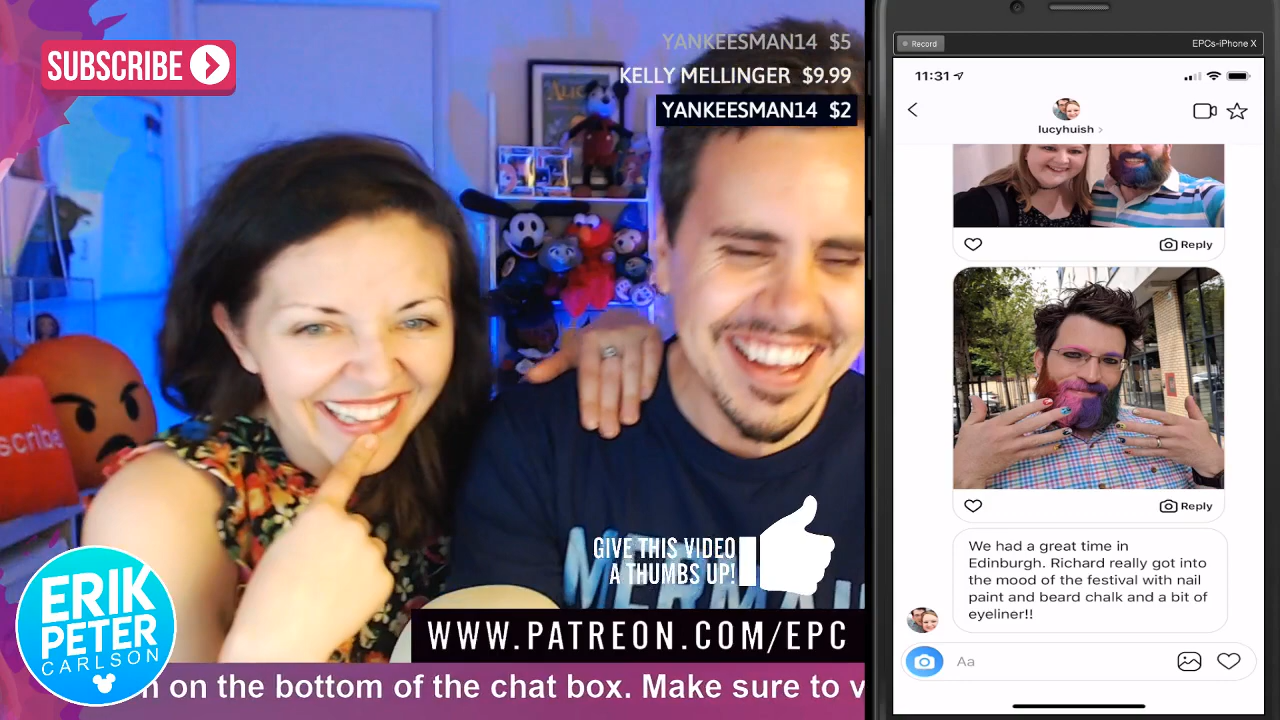 SUBSCRIBE
YANKEESMAN14 $5
KELLY MELLINGER $9.99
YANKEESMAN14 $2
scribe
MERMAI
GIVE THIS VIDEO
A THUMBS UP!
WWW.PATREON.COM/EPC
ERIK
PETER
CARLSON
n on the bottom of the chat box. Make sure to v
Record
EPCs-iPhone X
11:31
lucyhuish
Reply
Reply
We had a great time in
Edinburgh. Richard really got into
the mood of the festival with nail
paint and beard chalk and a bit of
eyeliner!!
Aa